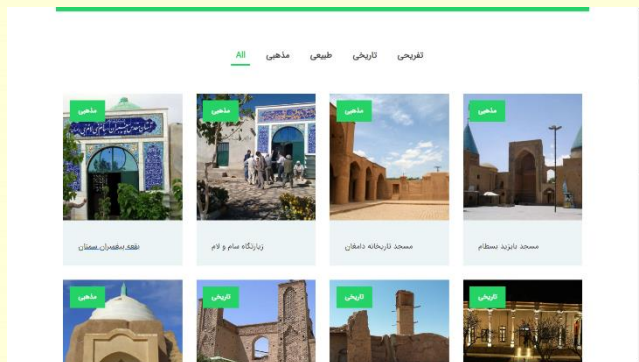 تفریحی تاریخی طبیعی مذهبی All
مذهبی
مذهبی
مذهبی
مذهبی
مسجد بایزید بسطام
مسجد تاریخانه دامغان
زیارتگاه سام و لام
بقعه پیغمبران سمنان
تاریخی
تاریخی
تاریخی
مذهبی